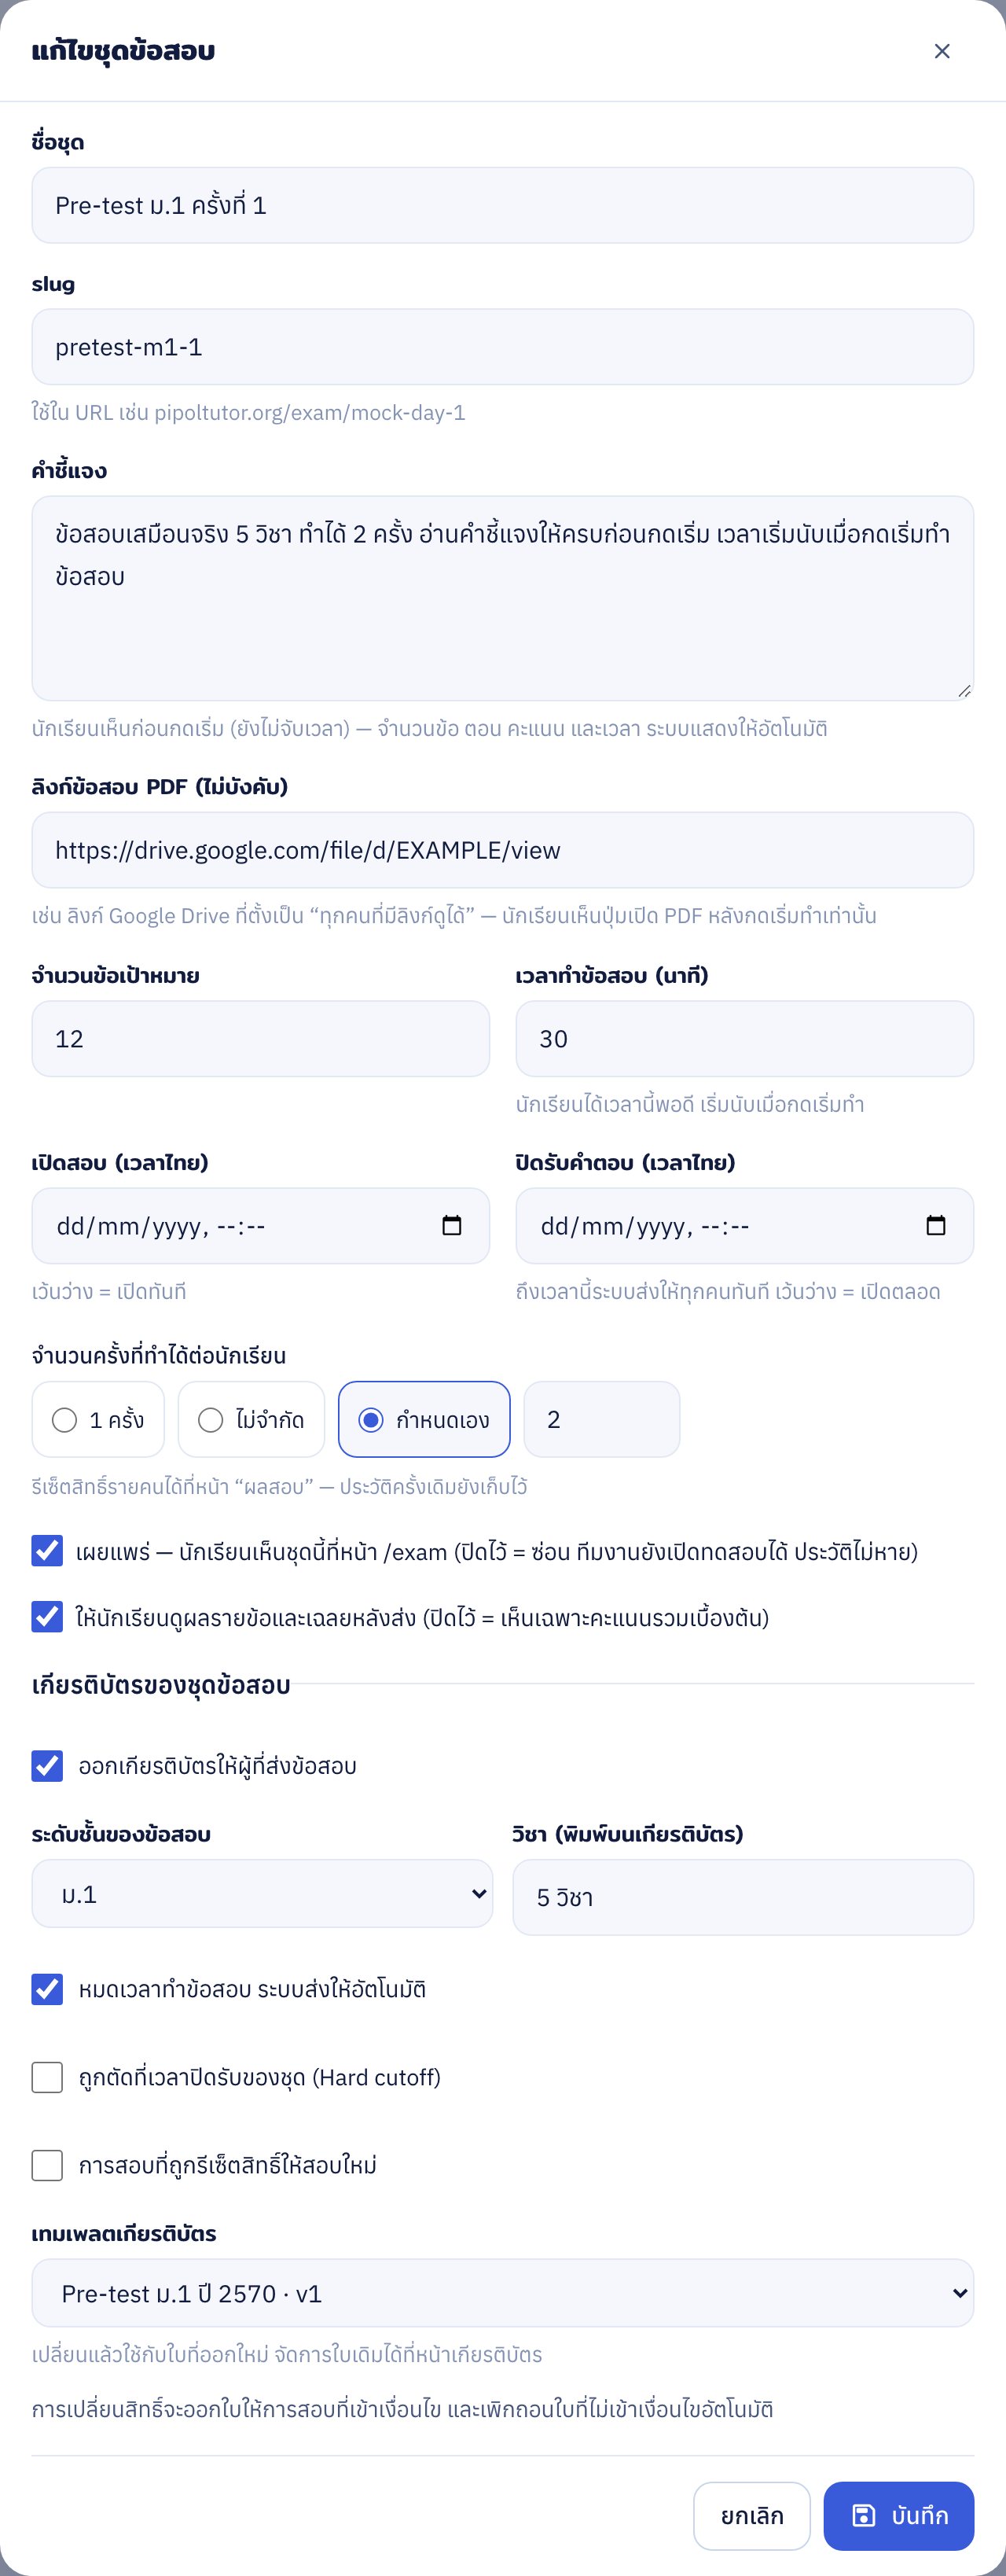 แก้ไขชุดข้อสอบ
ชื่อชุด
Pre-test ม.1 ครั้งที่ 1
slug
pretest-m1-1
ใช้ใน URL เช่น pipoltutor.org/exam/mock-day-1
คำชี้แจง
ข้อสอบเสมือนจริง 5 วิชา ทำได้ 2 ครั้ง อ่านคำชี้แจงให้ครบก่อนกดเริ่ม เวลาเริ่มนับเมื่อกดเริ่มทำ
ข้อสอบ
นักเรียนเห็นก่อนกดเริ่ม (ยังไม่จับเวลา) — จำนวนข้อ ตอน คะแนน และเวลา ระบบแสดงให้อัตโนมัติ
ลิงก์ข้อสอบ PDF (ไม่บังคับ)
https://drive.google.com/file/d/EXAMPLE/view
เช่น ลิงก์ Google Drive ที่ตั้งเป็น “ทุกคนที่มีลิงก์ดูได้” — นักเรียนเห็นปุ่มเปิด PDF หลังกดเริ่มทำเท่านั้น
จำนวนข้อเป้าหมาย
12
เวลาทำข้อสอบ (นาที)
30
นักเรียนได้เวลานี้พอดี เริ่มนับเมื่อกดเริ่มทำ
เปิดสอบ (เวลาไทย)
dd/mm/yyyy, --:--
เว้นว่าง = เปิดทันที
ปิดรับคำตอบ (เวลาไทย)
dd/mm/yyyy, --:--
ถึงเวลานี้ระบบส่งให้ทุกคนทันที เว้นว่าง = เปิดตลอด
จำนวนครั้งที่ทำได้ต่อนักเรียน
1 ครั้ง ไม่จำกัด กำหนดเอง 2
รีเซ็ตสิทธิ์รายคนได้ที่หน้า “ผลสอบ” — ประวัติครั้งเดิมยังเก็บไว้
เผยแพร่ — นักเรียนเห็นชุดนี้ที่หน้า /exam (ปิดไว้ = ซ่อน ทีมงานยังเปิดทดสอบได้ ประวัติไม่หาย)
ให้นักเรียนดูผลรายข้อและเฉลยหลังส่ง (ปิดไว้ = เห็นเฉพาะคะแนนรวมเบื้องต้น)
เกียรติบัตรของชุดข้อสอบ
ออกเกียรติบัตรให้ผู้ที่ส่งข้อสอบ
ระดับชั้นของข้อสอบ
ม.1
วิชา (พิมพ์บนเกียรติบัตร)
5 วิชา
หมดเวลาทำข้อสอบ ระบบส่งให้อัตโนมัติ
ถูกตัดที่เวลาปิดรับของชุด (Hard cutoff)
การสอบที่ถูกรีเซ็ตสิทธิ์ให้สอบใหม่
เทมเพลตเกียรติบัตร
Pre-test ม.1 ปี 2570 · v1
เปลี่ยนแล้วใช้กับใบที่ออกใหม่ จัดการใบเดิมได้ที่หน้าเกียรติบัตร
การเปลี่ยนสิทธิ์จะออกใบให้การสอบที่เข้าเงื่อนไข และเพิกถอนใบที่ไม่เข้าเงื่อนไขอัตโนมัติ
ยกเลิก บันทึก